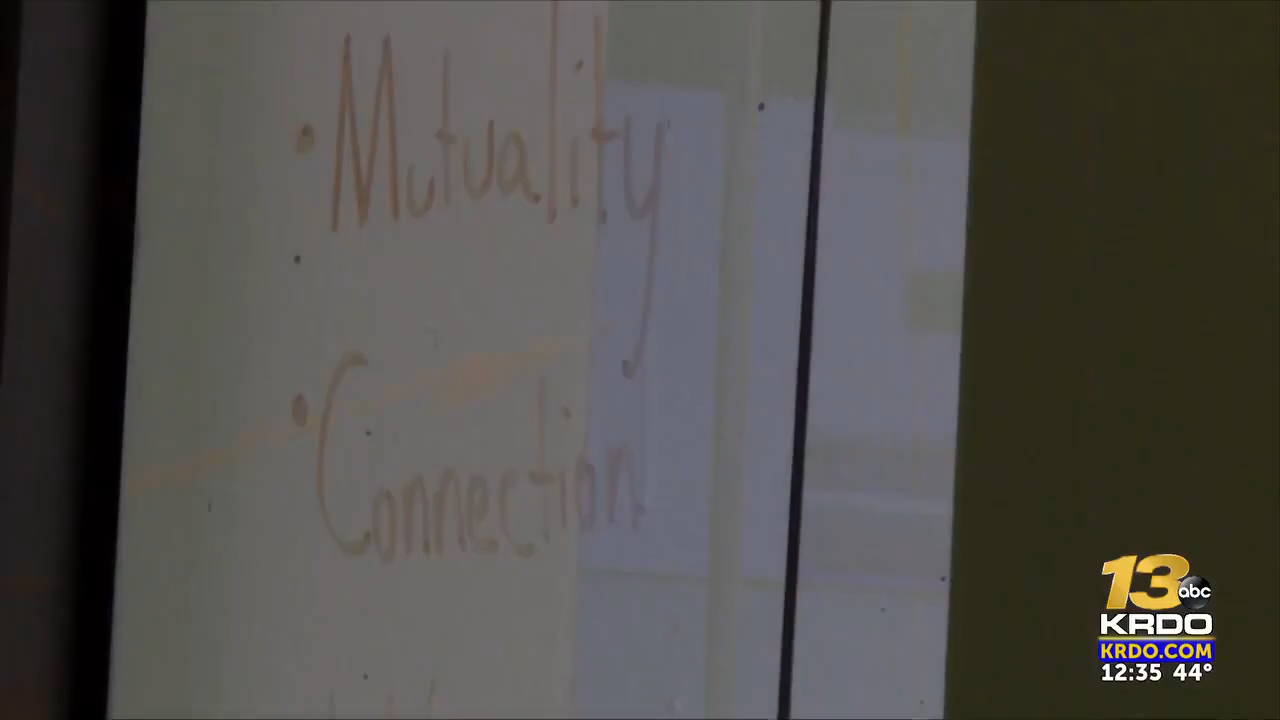 • Mutuality
• Connection
13 abc
KRDO
KRDO.COM
12:35 44°